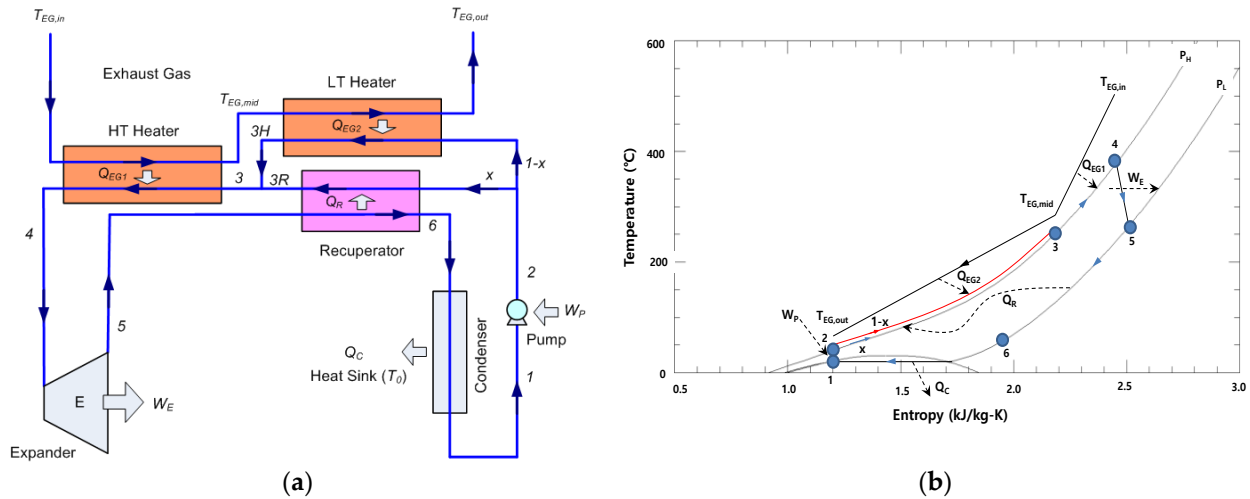 T_EG,in
T_EG,out
Exhaust Gas
LT Heater
T_EG,mid
HT Heater
3H
Q_EG2
1-x
Q_EG1
3
3R
x
Q_R
6
Recuperator
4
2
W_P
Pump
5
Q_C
Heat Sink (T_0)
Condenser
1
E
W_E
Expander
(a)
600
400
200
0
Temperature (℃)
0.5
1.0
1.5
2.0
2.5
3.0
Entropy (kJ/kg-K)
P_H
P_L
T_EG,in
4
Q_EG1
W_E
T_EG,mid
3
5
Q_EG2
Q_R
W_P
T_EG,out
2
1-x
x
6
1
Q_C
(b)